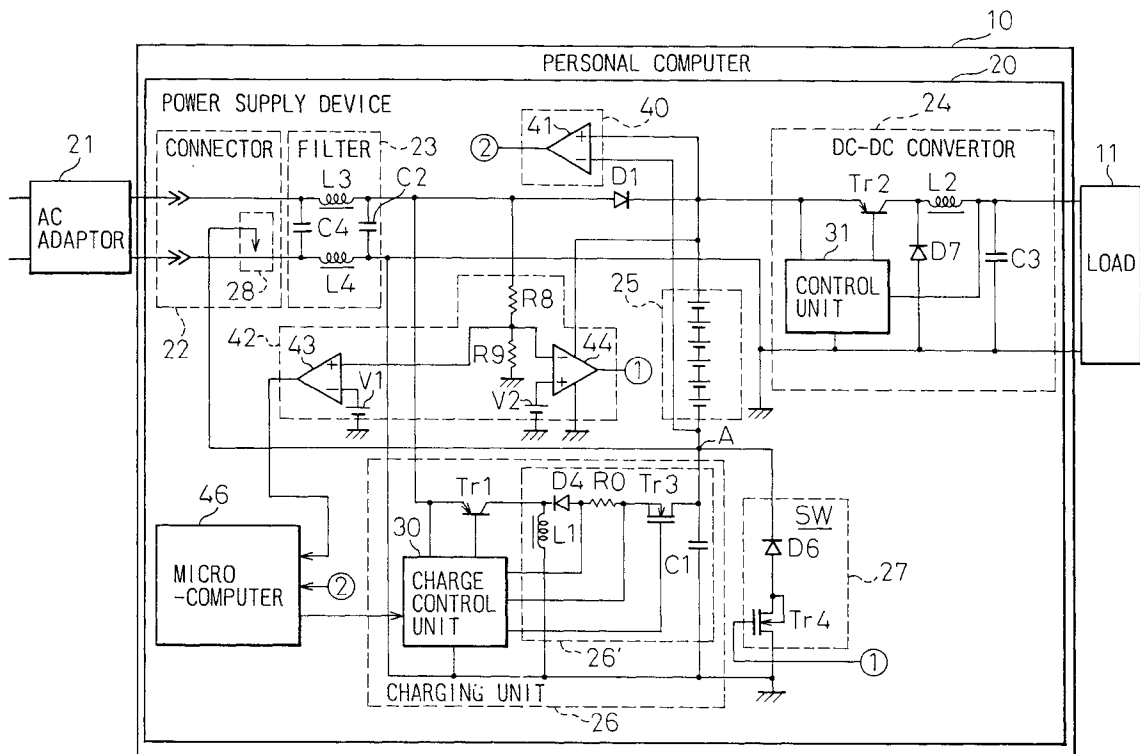 10
PERSONAL COMPUTER
20
POWER SUPPLY DEVICE
24
21
CONNECTOR
FILTER
23
41
40
②
DC-DC CONVERTOR
11
L3
C2
D1
Tr2
L2
AC
ADAPTOR
C4
31
D7
C3
LOAD
28
L4
CONTROL
UNIT
22
R8
25
42
43
R9
44
①
V1
V2
A
46
Tr1
D4
R0
Tr3
SW
30
L1
D6
27
MICRO
-COMPUTER
②
CHARGE
CONTROL
UNIT
C1
Tr4
26'
①
CHARGING UNIT
26